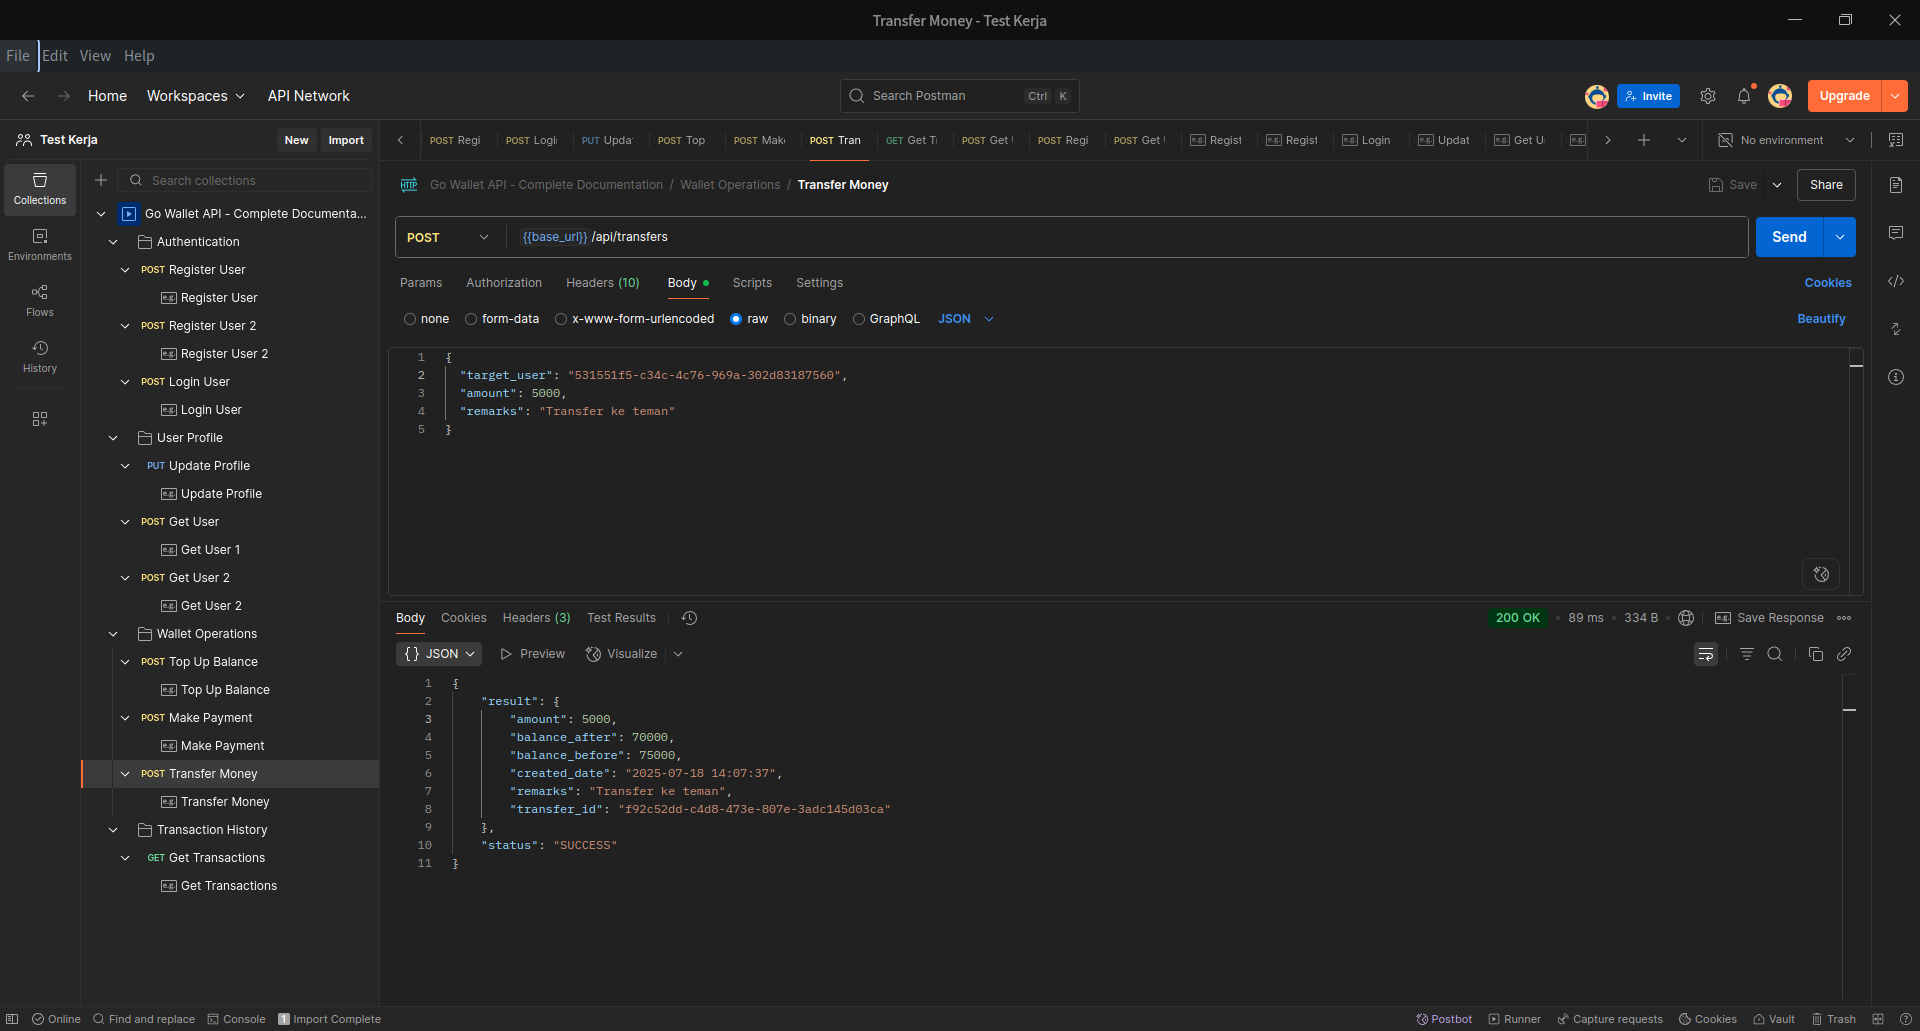 Transfer Money - Test Kerja
File Edit View Help
Home Workspaces API Network
Search Postman Ctrl K
Invite
Upgrade
Test Kerja
New Import
POST Regi POST Logi PUT Upda POST Top POST Mak POST Tran GET Get T POST Get POST Regi POST Get e.g. Regist e.g. Regist e.g. Login e.g. Updat e.g. Get U e.g.
No environment
Collections
Environments
Flows
History
Search collections
Go Wallet API - Complete Documenta...
Authentication
POST Register User
e.g. Register User
POST Register User 2
e.g. Register User 2
POST Login User
e.g. Login User
User Profile
PUT Update Profile
e.g. Update Profile
POST Get User
e.g. Get User 1
POST Get User 2
e.g. Get User 2
Wallet Operations
POST Top Up Balance
e.g. Top Up Balance
POST Make Payment
e.g. Make Payment
POST Transfer Money
e.g. Transfer Money
Transaction History
GET Get Transactions
e.g. Get Transactions
HTTP Go Wallet API - Complete Documentation / Wallet Operations / Transfer Money
Save Share
POST {{base_url}} /api/transfers
Send
Params Authorization Headers (10) Body Scripts Settings
Cookies
none form-data x-www-form-urlencoded raw binary GraphQL JSON
Beautify
1 {
2 "target_user": "531551f5-c34c-4c76-969a-302d83187560",
3 "amount": 5000,
4 "remarks": "Transfer ke teman"
5 }
Body Cookies Headers (3) Test Results
200 OK • 89 ms • 334 B • e.g. Save Response
{} JSON Preview Visualize
1 {
2 "result": {
3 "amount": 5000,
4 "balance_after": 70000,
5 "balance_before": 75000,
6 "created_date": "2025-07-18 14:07:37",
7 "remarks": "Transfer ke teman",
8 "transfer_id": "f92c52dd-c4d8-473e-807e-3adc145d03ca"
9 },
10 "status": "SUCCESS"
11 }
Online Find and replace Console 1 Import Complete
Postbot Runner Capture requests Cookies Vault Trash